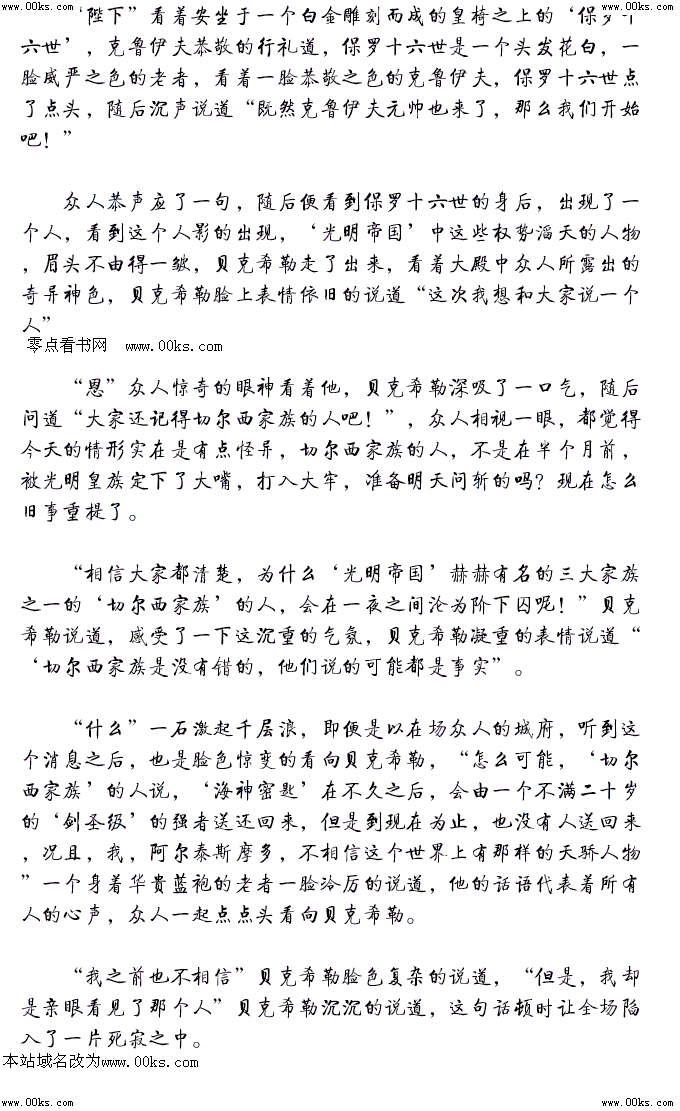 www.00ks.com www.00ks.com
“陛下”看着安坐于一个白金雕刻而成的皇椅之上的‘保罗十
六世’，克鲁伊夫恭敬的行礼道，保罗十六世是一个头发花白，一
脸威严之色的老者，看着一脸恭敬之色的克鲁伊夫，保罗十六世点
了点头，随后沉声说道“既然克鲁伊夫元帅也来了，那么我们开始
吧！”
众人恭声应了一句，随后便看到保罗十六世的身后，出现了一
个人，看到这个人影的出现，‘光明帝国’中这些权势滔天的人物
，眉头不由得一皱，贝克希勒走了出来，看着大殿中众人所露出的
奇异神色，贝克希勒脸上表情依旧的说道“这次我想和大家说一个
人”
零点看书网 www.00ks.com
“恩”众人惊奇的眼神看着他，贝克希勒深吸了一口气，随后
问道“大家还记得切尔西家族的人吧！”，众人相视一眼，都觉得
今天的情形实在是有点怪异，切尔西家族的人，不是在半个月前，
被光明皇族定下了大嘴，打入大牢，准备明天问斩的吗？现在怎么
旧事重提了。
“相信大家都清楚，为什么‘光明帝国’赫赫有名的三大家族
之一的‘切尔西家族’的人，会在一夜之间沦为阶下囚呢！”贝克
希勒说道，感受了一下这沉重的气氛，贝克希勒凝重的表情说道“
‘切尔西家族是没有错的，他们说的可能都是事实”。
“什么”一石激起千层浪，即便是以在场众人的城府，听到这
个消息之后，也是脸色惊变的看向贝克希勒，“怎么可能，‘切尔
西家族’的人说，‘海神密匙’在不久之后，会由一个不满二十岁
的‘剑圣级’的强者送还回来，但是到现在为止，也没有人送回来
，况且，我，阿尔泰斯摩多，不相信这个世界上有那样的天骄人物
”一个身着华贵蓝袍的老者一脸冷厉的说道，他的话语代表着所有
人的心声，众人一起点点头看向贝克希勒。
“我之前也不相信”贝克希勒脸色复杂的说道，“但是，我却
是亲眼看见了那个人”贝克希勒沉沉的说道，这句话顿时让全场陷
入了一片死寂之中。
本站域名改为www.00ks.com
www.00ks.com www.00ks.com